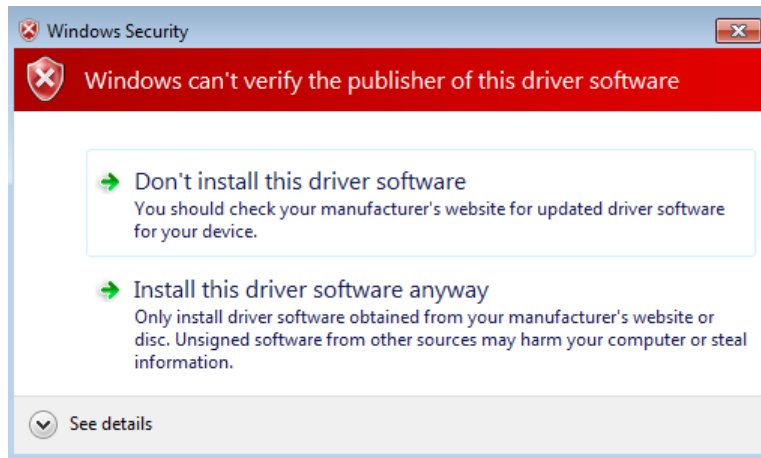 Windows Security
Windows can't verify the publisher of this driver software
Don't install this driver software
You should check your manufacturer's website for updated driver software
for your device.
Install this driver software anyway
Only install driver software obtained from your manufacturer's website or
disc. Unsigned software from other sources may harm your computer or steal
information.
See details